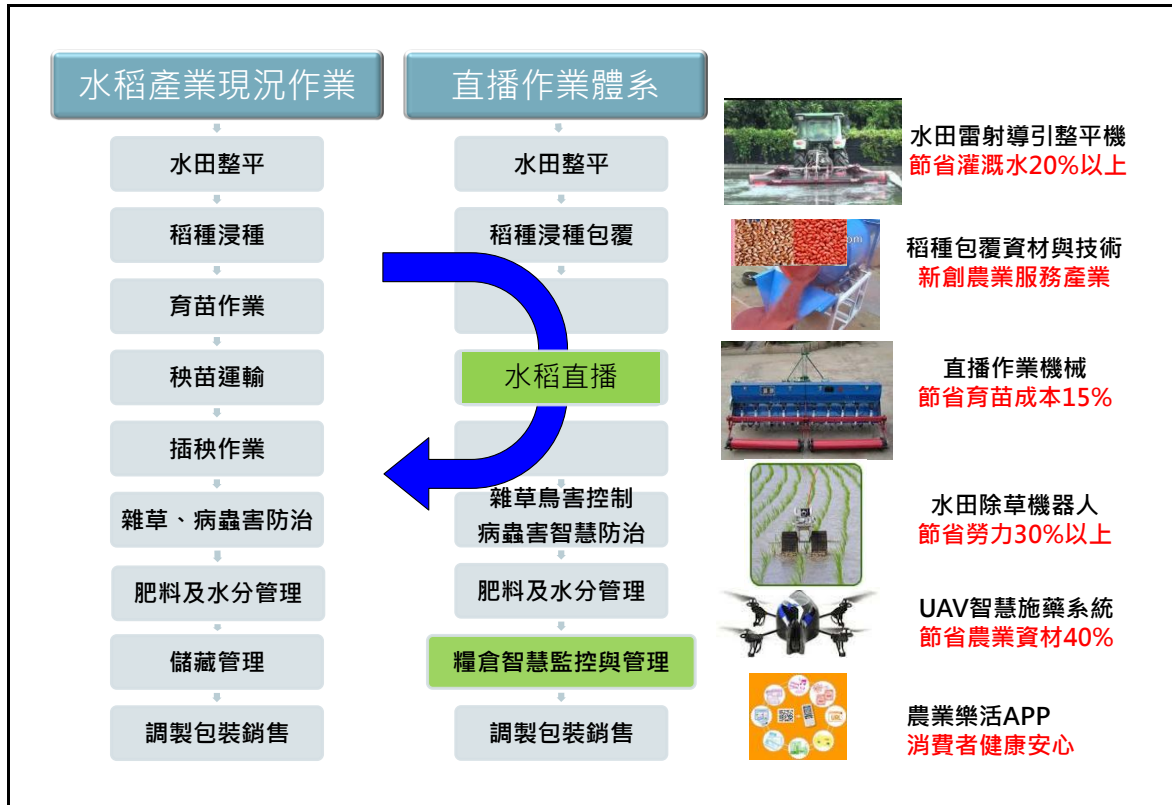 水稻產業現況作業
水田整平
稻種浸種
育苗作業
秧苗運輸
插秧作業
雜草、病蟲害防治
肥料及水分管理
儲藏管理
調製包裝銷售
直播作業體系
水田整平
稻種浸種包覆
水稻直播
雜草鳥害控制
病蟲害智慧防治
肥料及水分管理
糧倉智慧監控與管理
調製包裝銷售
水田雷射導引整平機
節省灌溉水20%以上
稻種包覆資材與技術
新創農業服務產業
直播作業機械
節省育苗成本15%
水田除草機器人
節省勞力30%以上
UAV智慧施藥系統
節省農業資材40%
農業樂活APP
消費者健康安心